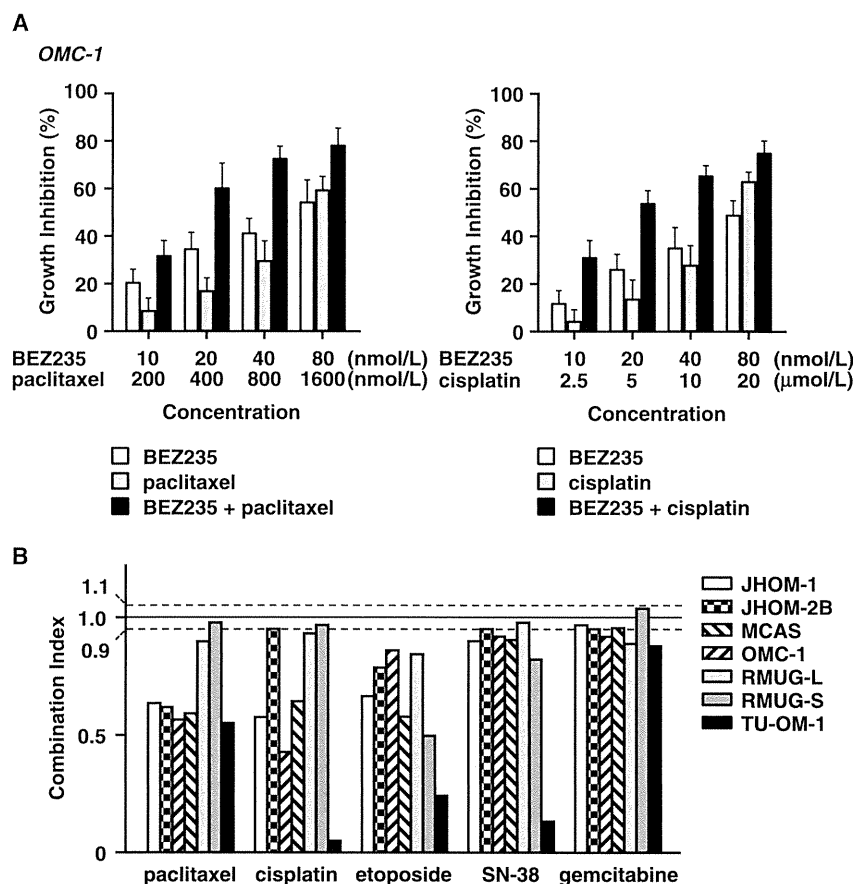 A
OMC-1
Growth Inhibition (%)
100
80
60
40
20
0
BEZ235 10 20 40 80 (nmol/L)
paclitaxel 200 400 800 1600 (nmol/L)
Concentration
BEZ235
paclitaxel
BEZ235 + paclitaxel
Growth Inhibition (%)
100
80
60
40
20
0
BEZ235 10 20 40 80 (nmol/L)
cisplatin 2.5 5 10 20 (μmol/L)
Concentration
BEZ235
cisplatin
BEZ235 + cisplatin
B
Combination Index
1.1
1.0
0.9
0.5
0
paclitaxel cisplatin etoposide SN-38 gemcitabine
JHOM-1
JHOM-2B
MCAS
OMC-1
RMUG-L
RMUG-S
TU-OM-1